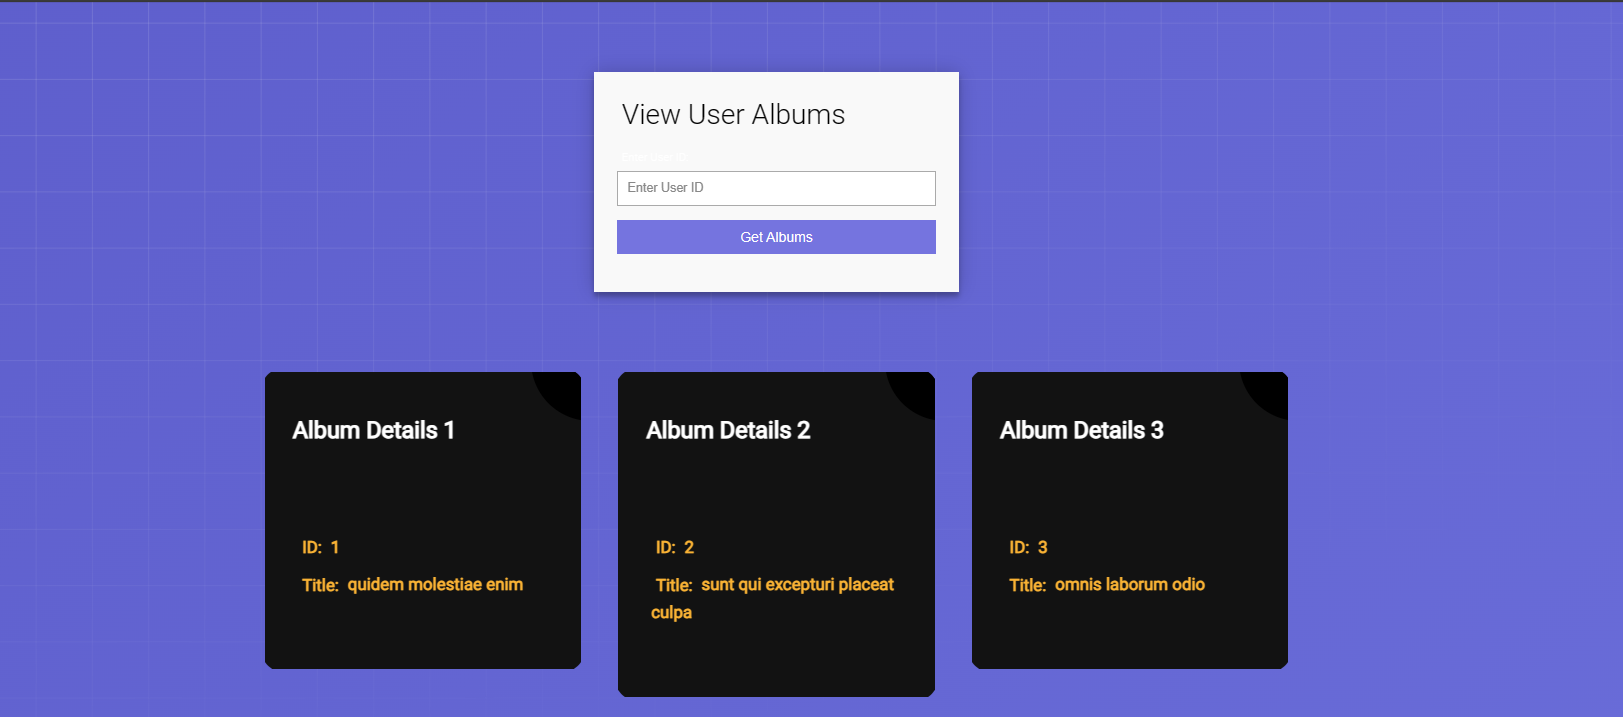 View User Albums
Enter User ID
Get Albums
Album Details 1
ID: 1
Title: quidem molestiae enim
Album Details 2
ID: 2
Title: sunt qui excepturi placeat
culpa
Album Details 3
ID: 3
Title: omnis laborum odio